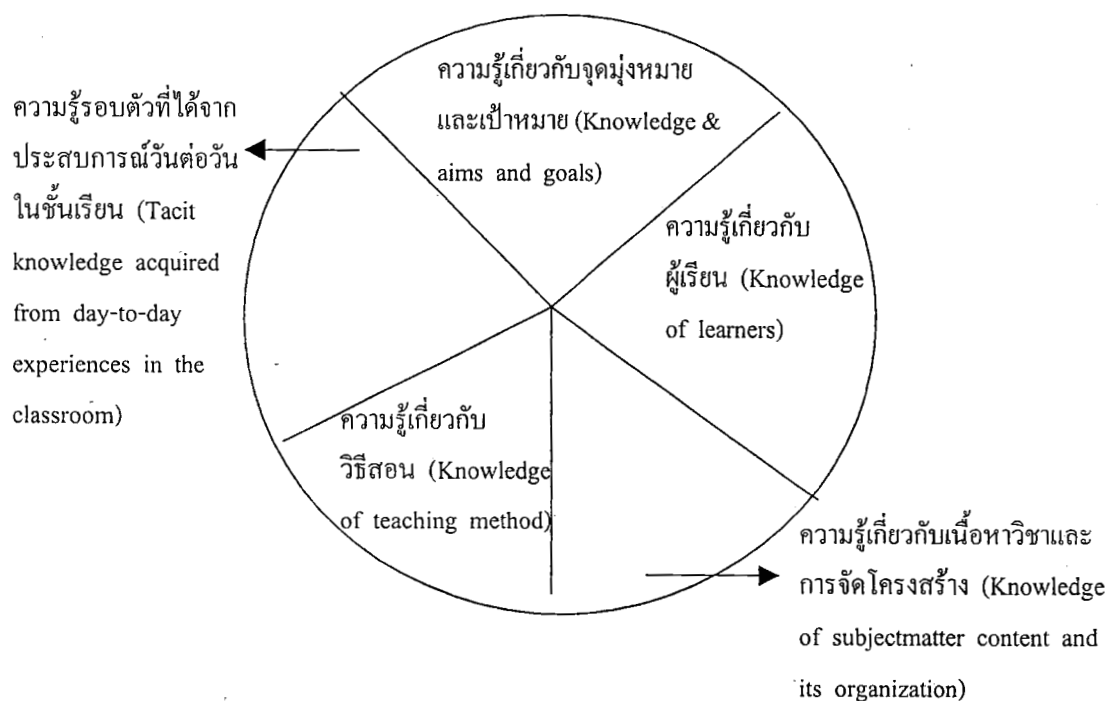 ความรู้เกี่ยวกับจุดมุ่งหมาย
และเป้าหมาย (Knowledge &
aims and goals)
ความรู้รอบตัวที่ได้จาก
ประสบการณ์วันต่อวัน
ในชั้นเรียน (Tacit
knowledge acquired
from day-to-day
experiences in the
classroom)
ความรู้เกี่ยวกับ
ผู้เรียน (Knowledge
of learners)
ความรู้เกี่ยวกับ
วิธีสอน (Knowledge
of teaching method)
ความรู้เกี่ยวกับเนื้อหาวิชาและ
การจัดโครงสร้าง (Knowledge
of subjectmatter content and
its organization)